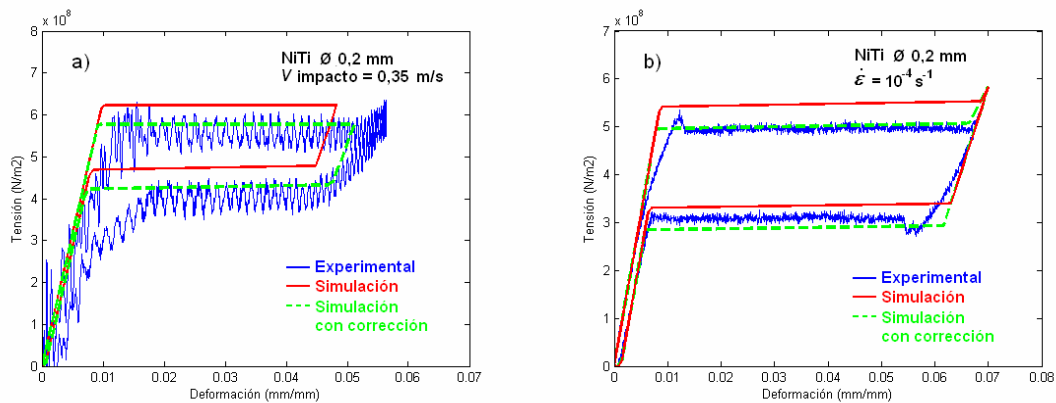 x 10⁸
8
7
6
5
4
3
2
1
0
Tensión (N/m2)
a)
NiTi Ø 0,2 mm
V impacto = 0,35 m/s
Experimental
Simulación
Simulación
con corrección
0 0.01 0.02 0.03 0.04 0.05 0.06 0.07
Deformación (mm/mm)
x 10⁸
7
6
5
4
3
2
1
0
Tensión (N/m2)
b)
NiTi Ø 0,2 mm
ε̇ = 10⁻⁴ s⁻¹
Experimental
Simulación
Simulación
con corrección
0 0.01 0.02 0.03 0.04 0.05 0.06 0.07 0.08
Deformación (mm/mm)